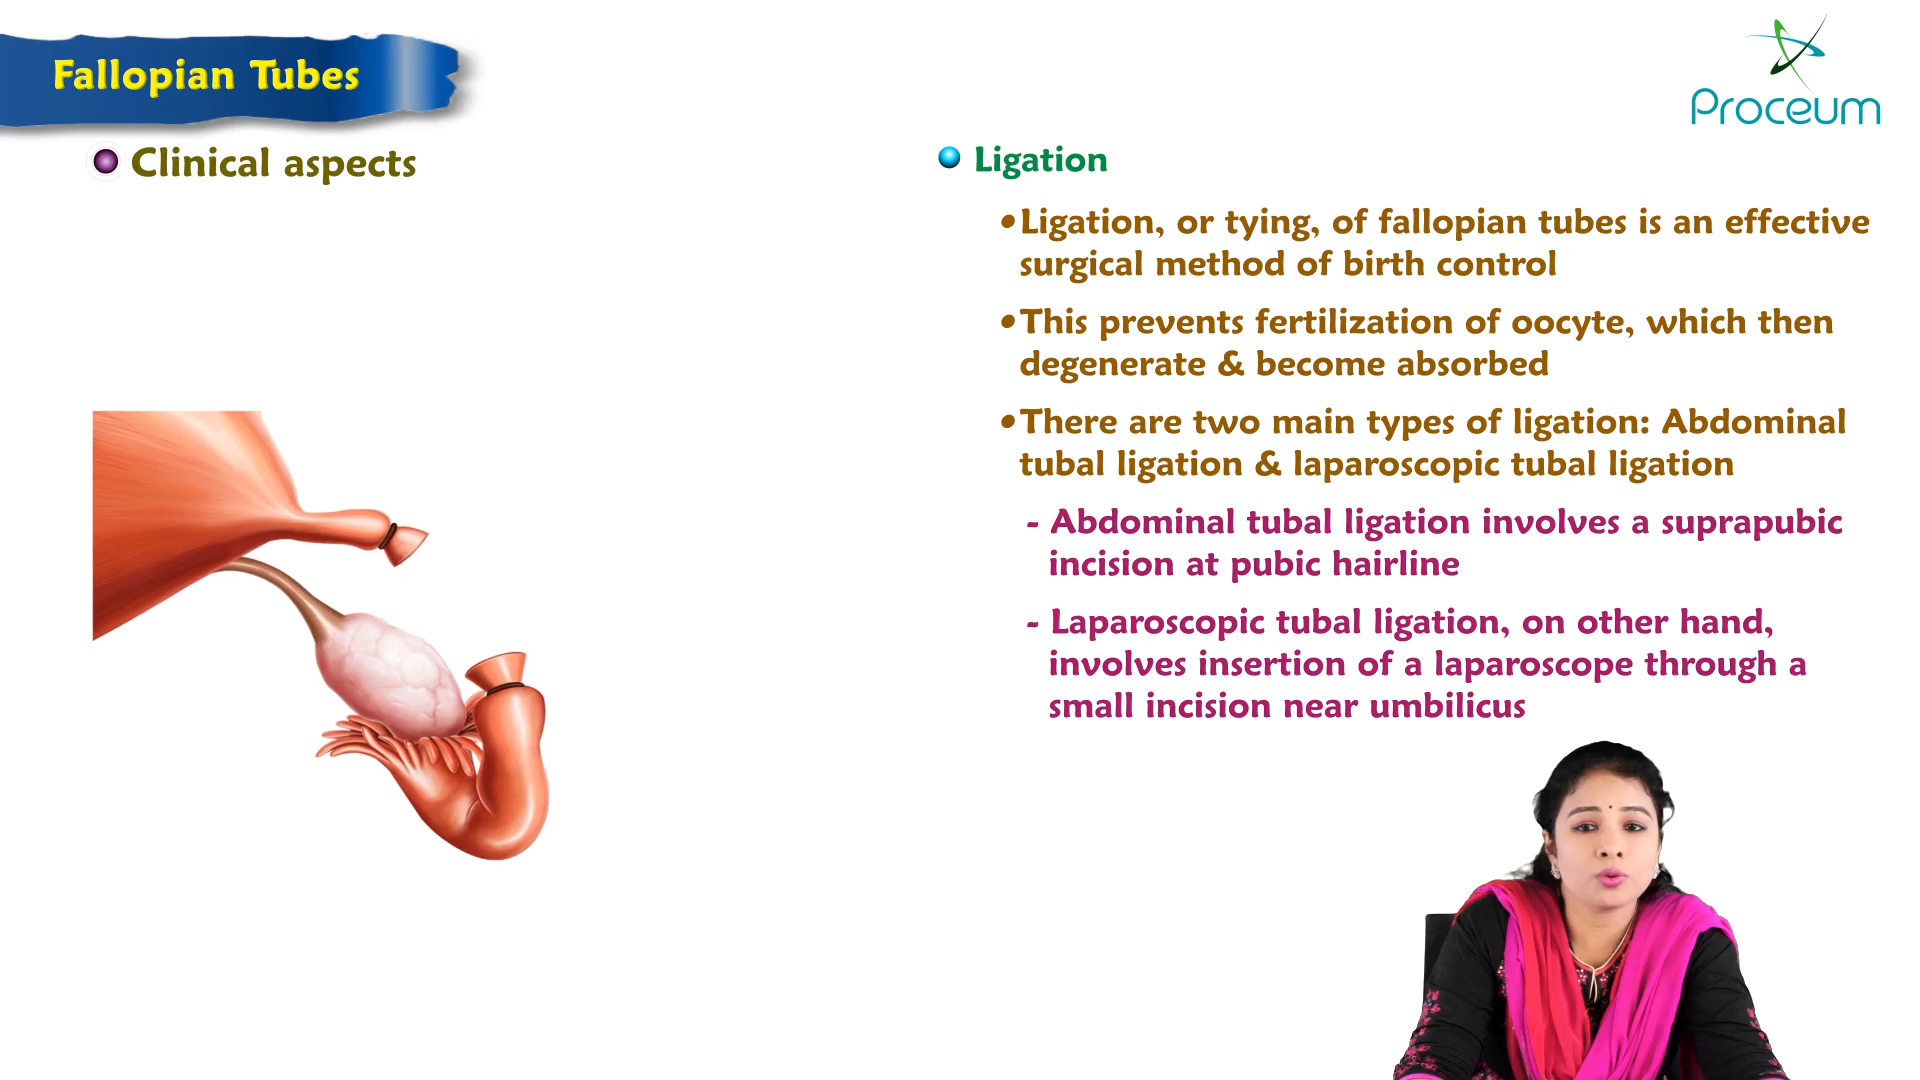 Fallopian Tubes
Proceum
Clinical aspects
Ligation
•Ligation, or tying, of fallopian tubes is an effective
surgical method of birth control
•This prevents fertilization of oocyte, which then
degenerate & become absorbed
•There are two main types of ligation: Abdominal
tubal ligation & laparoscopic tubal ligation
- Abdominal tubal ligation involves a suprapubic
incision at pubic hairline
- Laparoscopic tubal ligation, on other hand,
involves insertion of a laparoscope through a
small incision near umbilicus